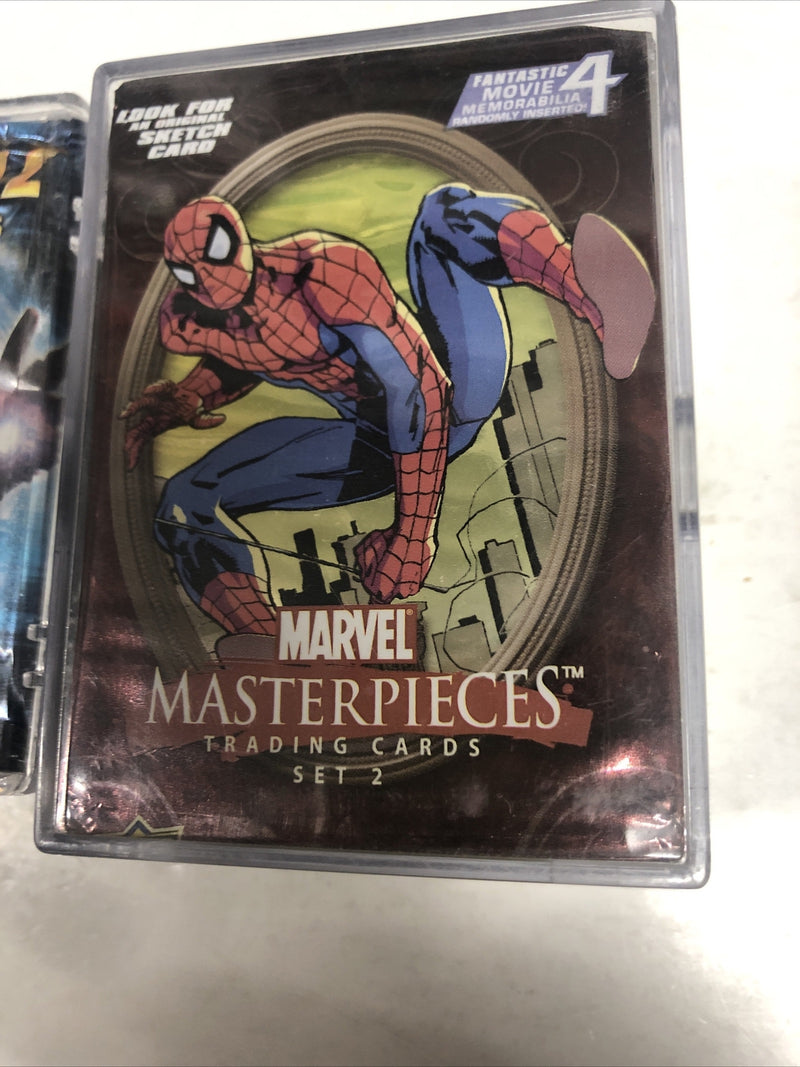 LOOK FOR
AN ORIGINAL
SKETCH
CARD
FANTASTIC 4
MOVIE
MEMORABILIA
RANDOMLY INSERTED!
MARVEL®
MASTERPIECES™
TRADING CARDS
SET 2